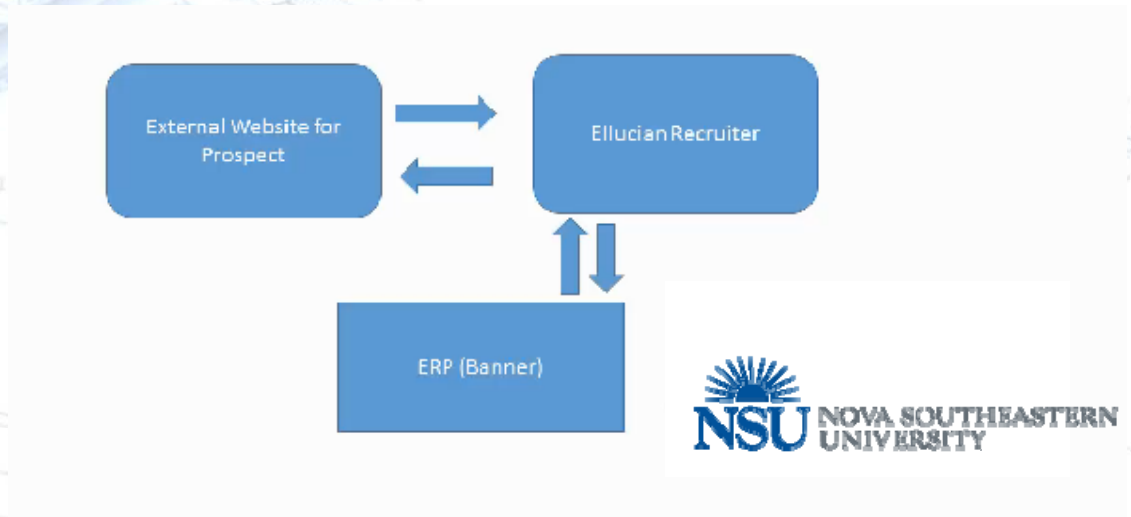 External Website for
Prospect
Ellucian Recruiter
ERP (Banner)
NSU NOVA SOUTHEASTERN
UNIVERSITY